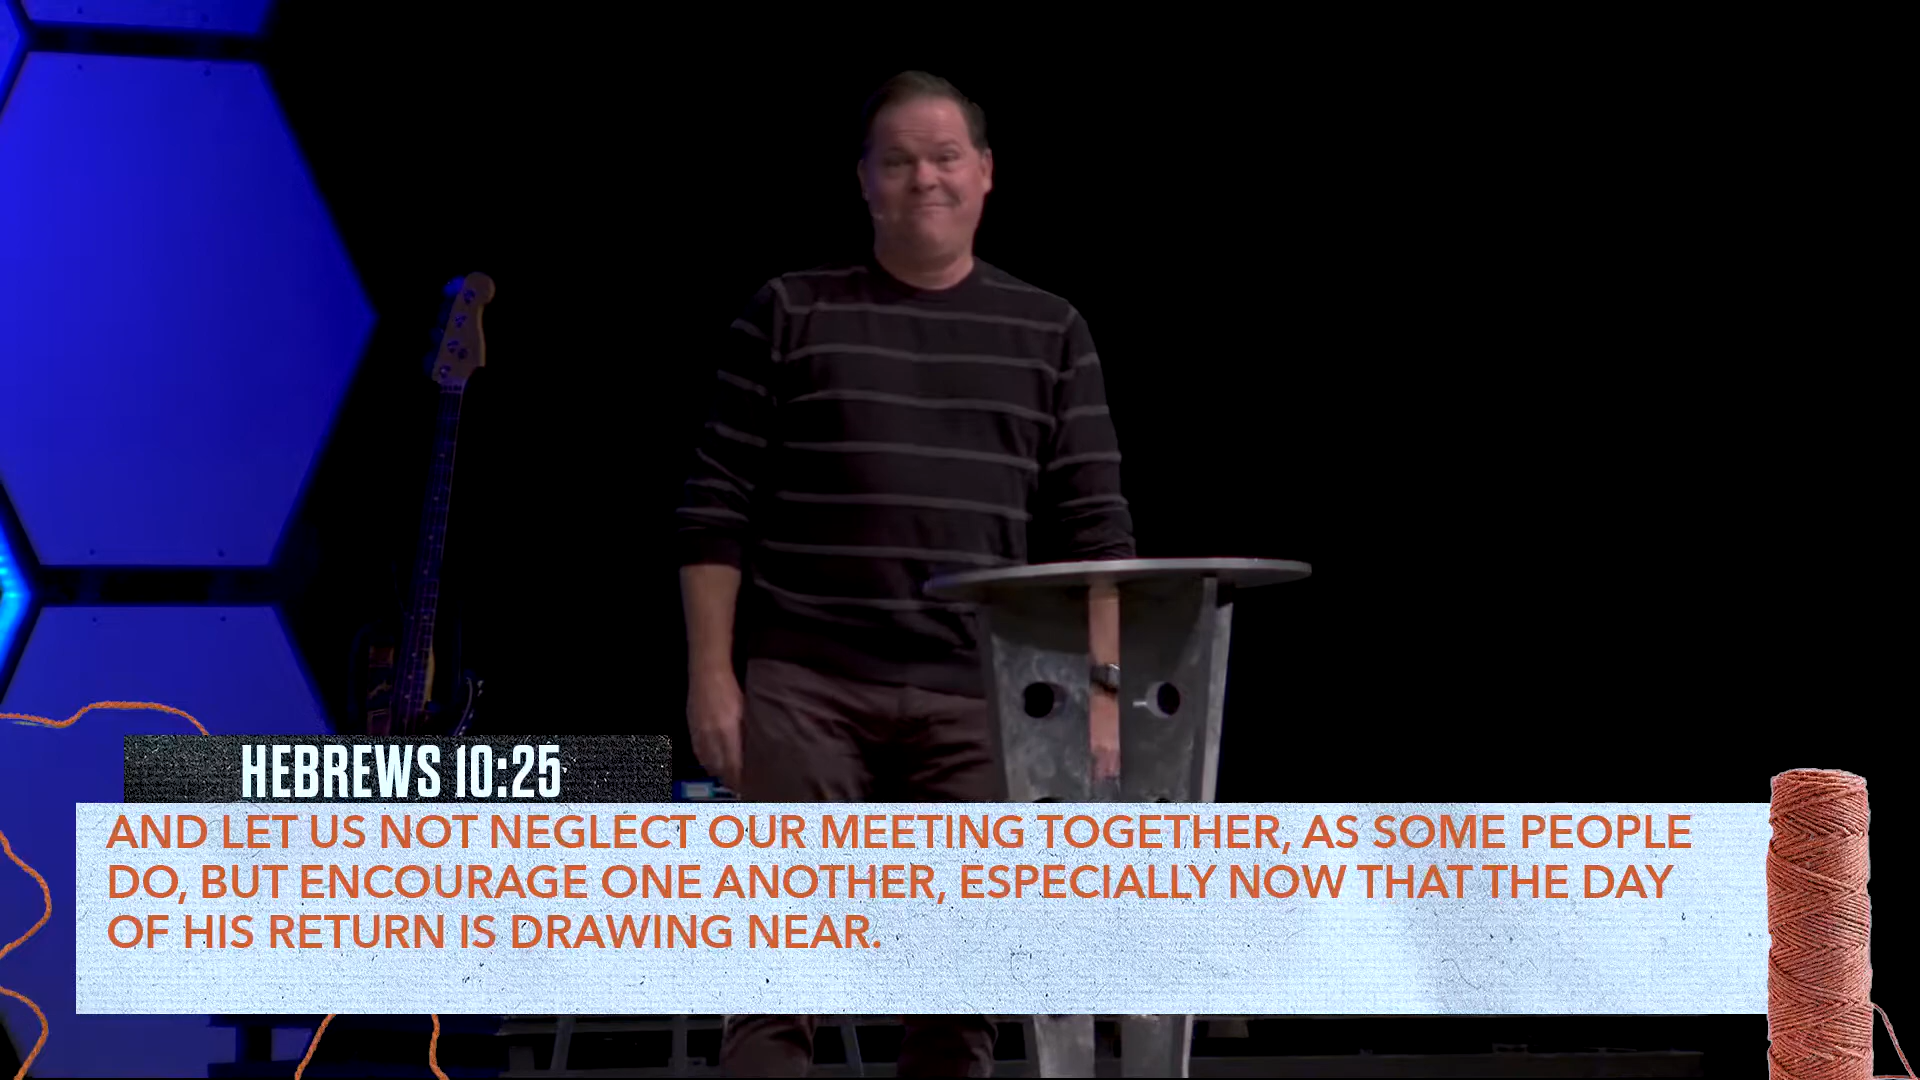 HEBREWS 10:25
AND LET US NOT NEGLECT OUR MEETING TOGETHER, AS SOME PEOPLE
DO, BUT ENCOURAGE ONE ANOTHER, ESPECIALLY NOW THAT THE DAY
OF HIS RETURN IS DRAWING NEAR.